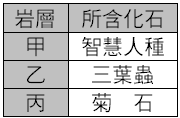 岩層 所含化石
甲 智慧人種
乙 三葉蟲
丙 菊 石